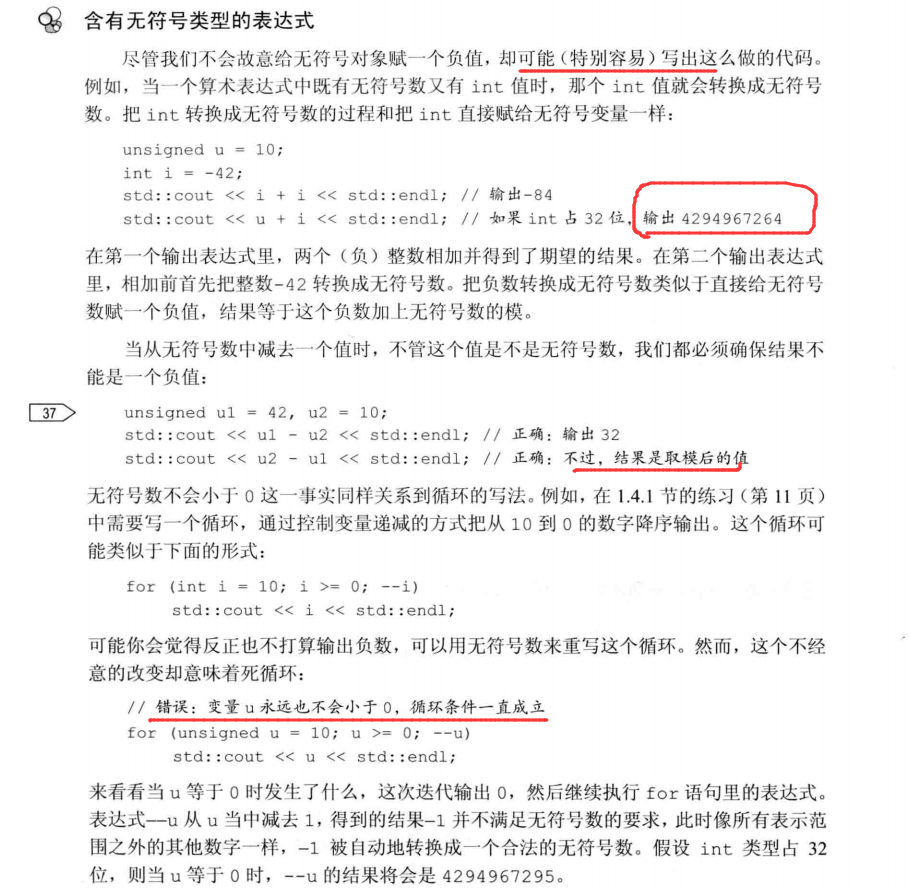 含有无符号类型的表达式
尽管我们不会故意给无符号对象赋一个负值，却可能（特别容易）写出这么做的代码。
例如，当一个算术表达式中既有无符号数又有 int 值时，那个 int 值就会转换成无符号
数。把 int 转换成无符号数的过程和把 int 直接赋给无符号变量一样：
unsigned u = 10;
int i = -42;
std::cout << i + i << std::endl; // 输出-84
std::cout << u + i << std::endl; // 如果 int 占 32 位，输出 4294967264
在第一个输出表达式里，两个（负）整数相加并得到了期望的结果。在第二个输出表达式
里，相加前首先把整数-42 转换成无符号数。把负数转换成无符号数类似于直接给无符号
数赋一个负值，结果等于这个负数加上无符号数的模。
当从无符号数中减去一个值时，不管这个值是不是无符号数，我们都必须确保结果不
能是一个负值：
37
unsigned u1 = 42, u2 = 10;
std::cout << u1 - u2 << std::endl; // 正确：输出 32
std::cout << u2 - u1 << std::endl; // 正确：不过，结果是取模后的值
无符号数不会小于 0 这一事实同样关系到循环的写法。例如，在 1.4.1 节的练习（第 11 页）
中需要写一个循环，通过控制变量递减的方式把从 10 到 0 的数字降序输出。这个循环可
能类似于下面的形式：
for (int i = 10; i >= 0; --i)
std::cout << i << std::endl;
可能你会觉得反正也不打算输出负数，可以用无符号数来重写这个循环。然而，这个不经
意的改变却意味着死循环：
// 错误：变量 u 永远也不会小于 0，循环条件一直成立
for (unsigned u = 10; u >= 0; --u)
std::cout << u << std::endl;
来看看当 u 等于 0 时发生了什么，这次迭代输出 0，然后继续执行 for 语句里的表达式。
表达式--u 从 u 当中减去 1，得到的结果-1 并不满足无符号数的要求，此时像所有表示范
围之外的其他数字一样，-1 被自动地转换成一个合法的无符号数。假设 int 类型占 32
位，则当 u 等于 0 时，--u 的结果将会是 4294967295。